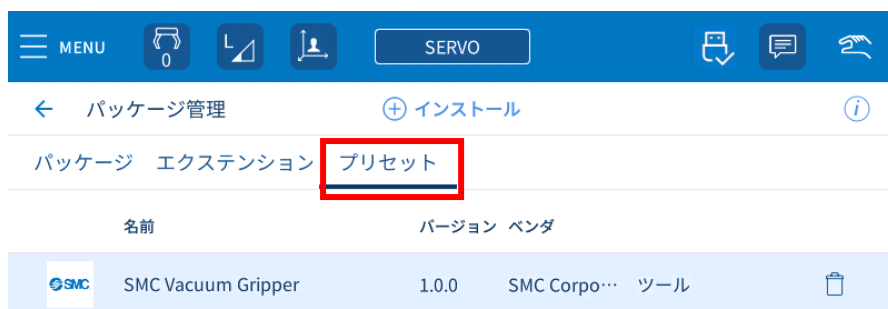 MENU 0 L SERVO
← パッケージ管理 インストール i
パッケージ エクステンション プリセット
名前 バージョン ベンダ
SMC SMC Vacuum Gripper 1.0.0 SMC Corpo… ツール